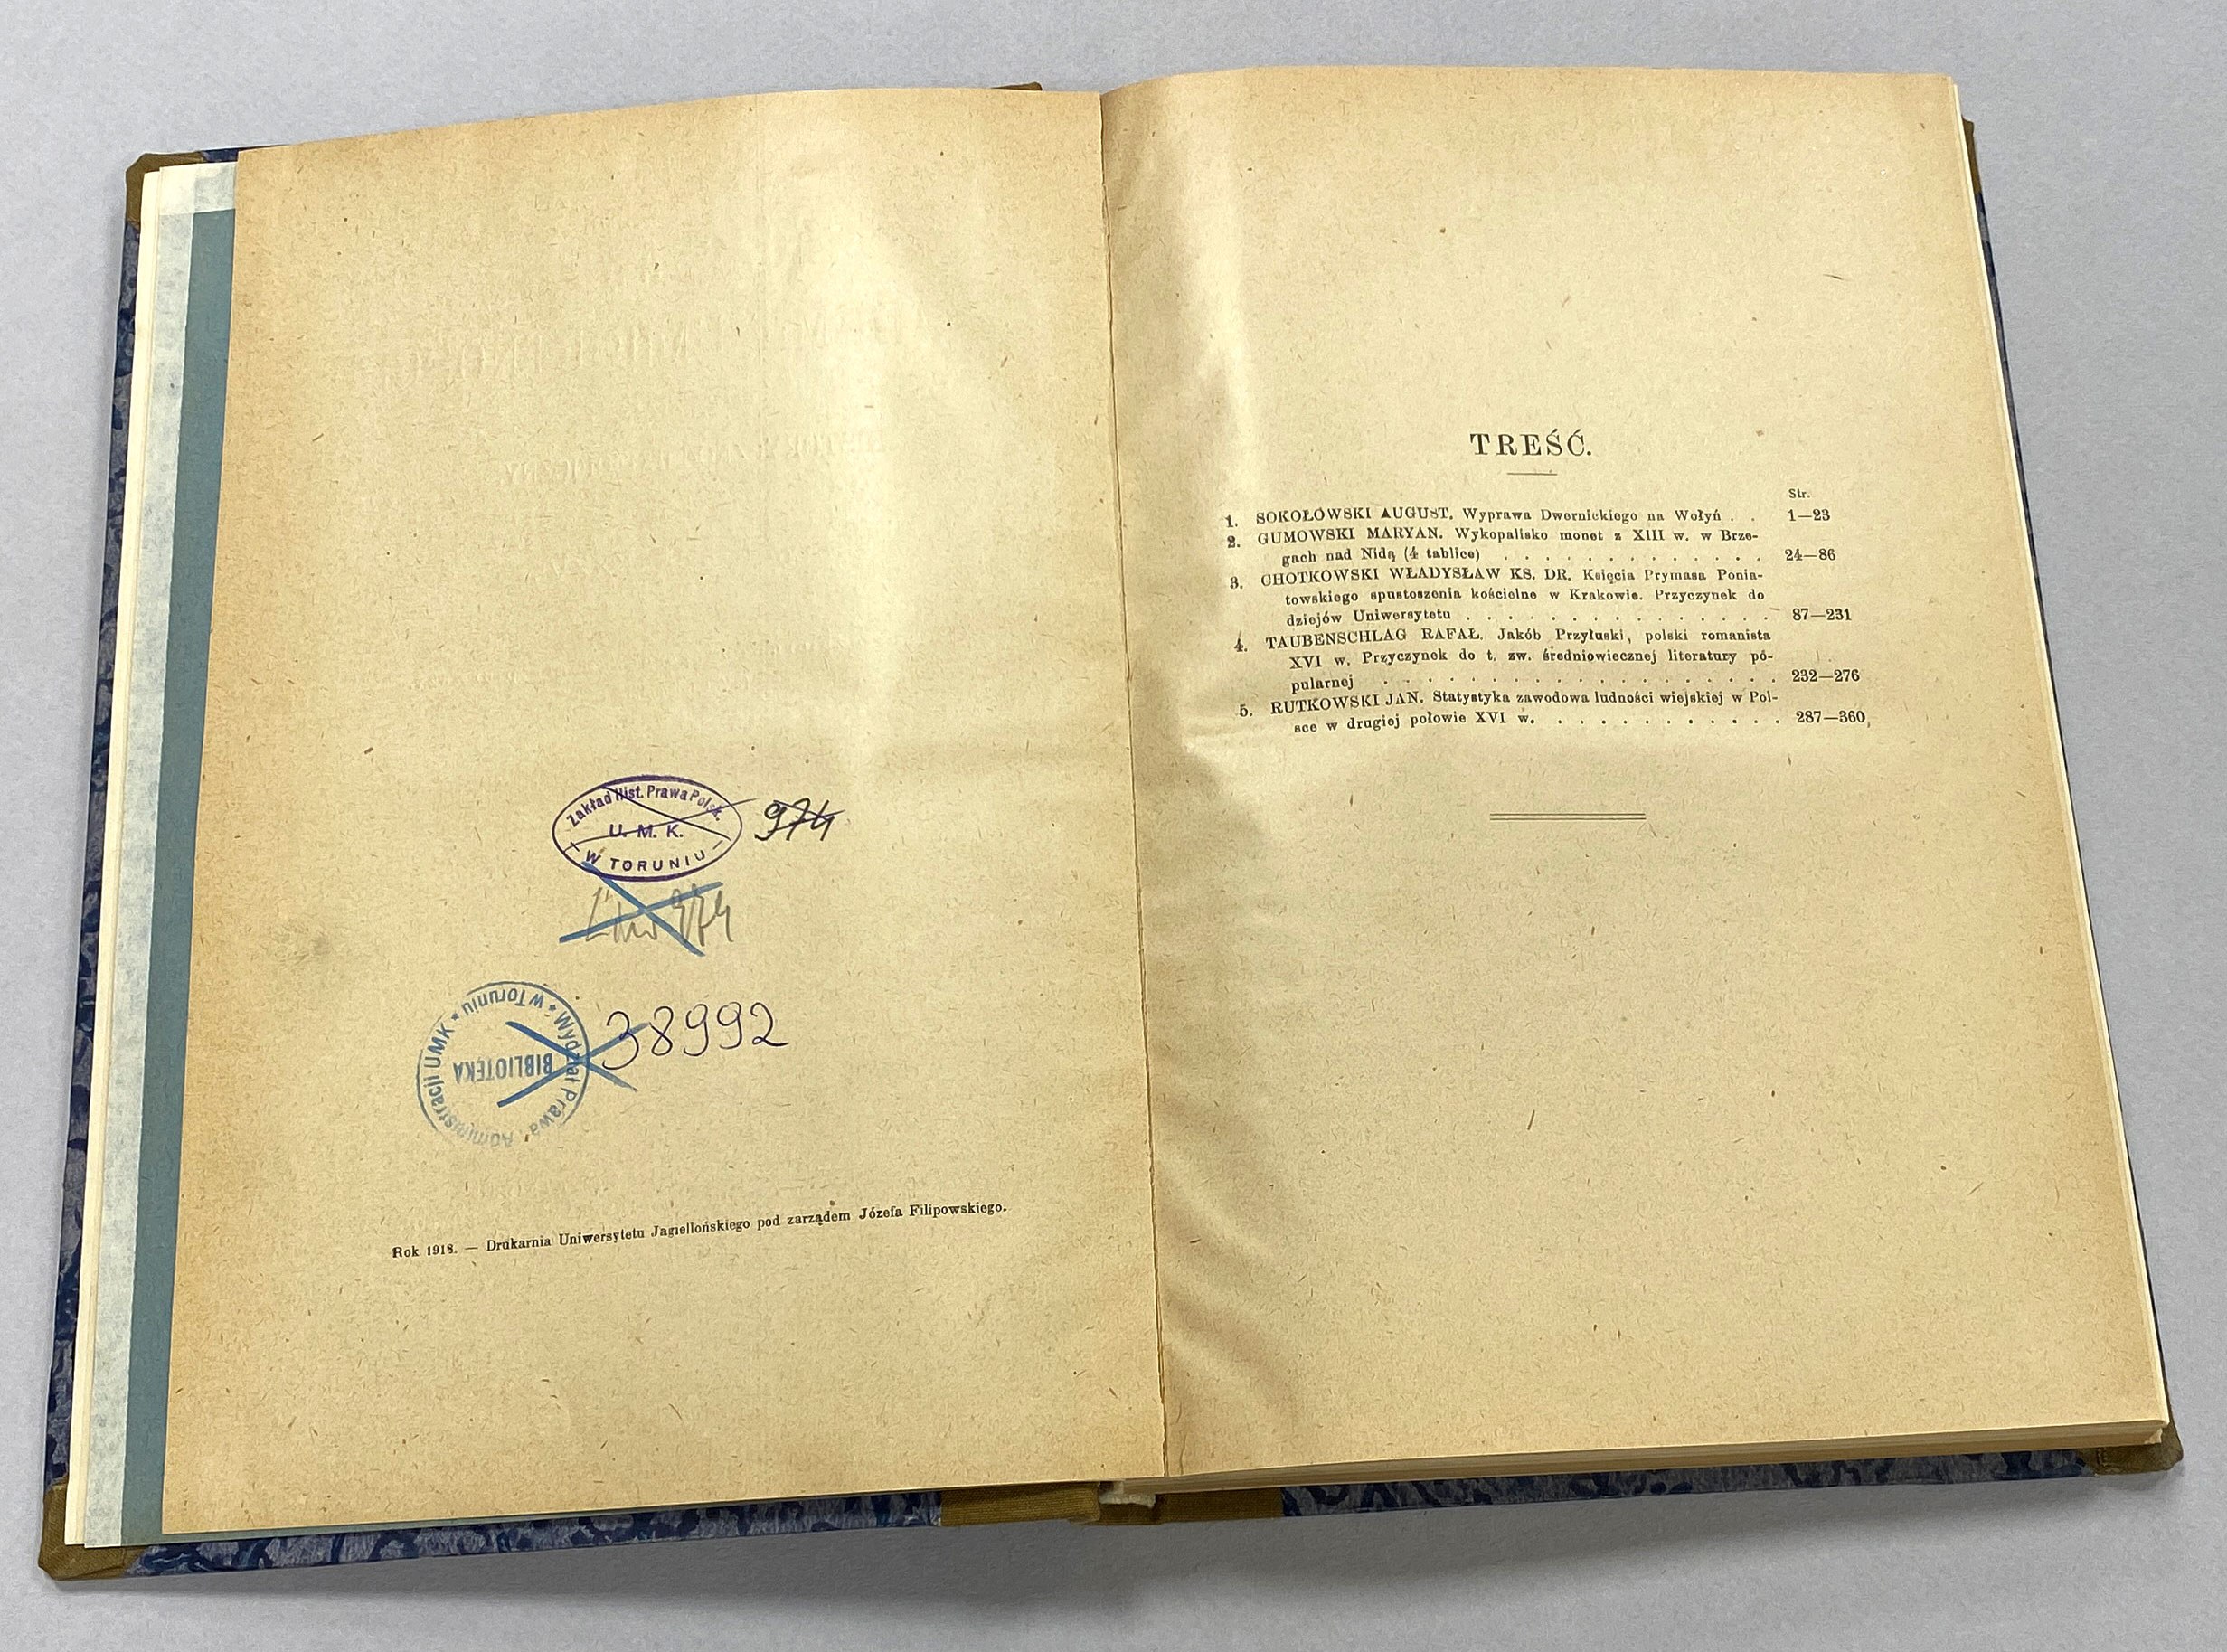 Zakład Hist. Prawa Polsk.
U. M. K.
W TORUNIU
974
974
38992
Wydział Prawa i Administracji UMK * w Toruniu *
BIBLIOTEKA
Rok 1918. — Drukarnia Uniwersytetu Jagiellońskiego pod zarządem Józefa Filipowskiego.
TREŚĆ.
Str.
1. SOKOŁOWSKI AUGUST. Wyprawa Dwernickiego na Wołyń . . 1—23
2. GUMOWSKI MARYAN. Wykopalisko monet z XIII w. w Brze-
gach nad Nidą (4 tablice) . . . . . . . . . . . . 24—86
3. CHOTKOWSKI WŁADYSŁAW KS. DR. Księcia Prymasa Ponia-
towskiego spustoszenia kościelne w Krakowie. Przyczynek do
dziejów Uniwersytetu . . . . . . . . . . . . . . 87—231
4. TAUBENSCHLAG RAFAŁ. Jakób Przyłuski, polski romanista
XVI w. Przyczynek do t. zw. średniowiecznej literatury pó-
pularnej . . . . . . . . . . . . . . . . . . 232—276
5. RUTKOWSKI JAN. Statystyka zawodowa ludności wiejskiej w Pol-
sce w drugiej połowie XVI w. . . . . . . . . . . . 287—360